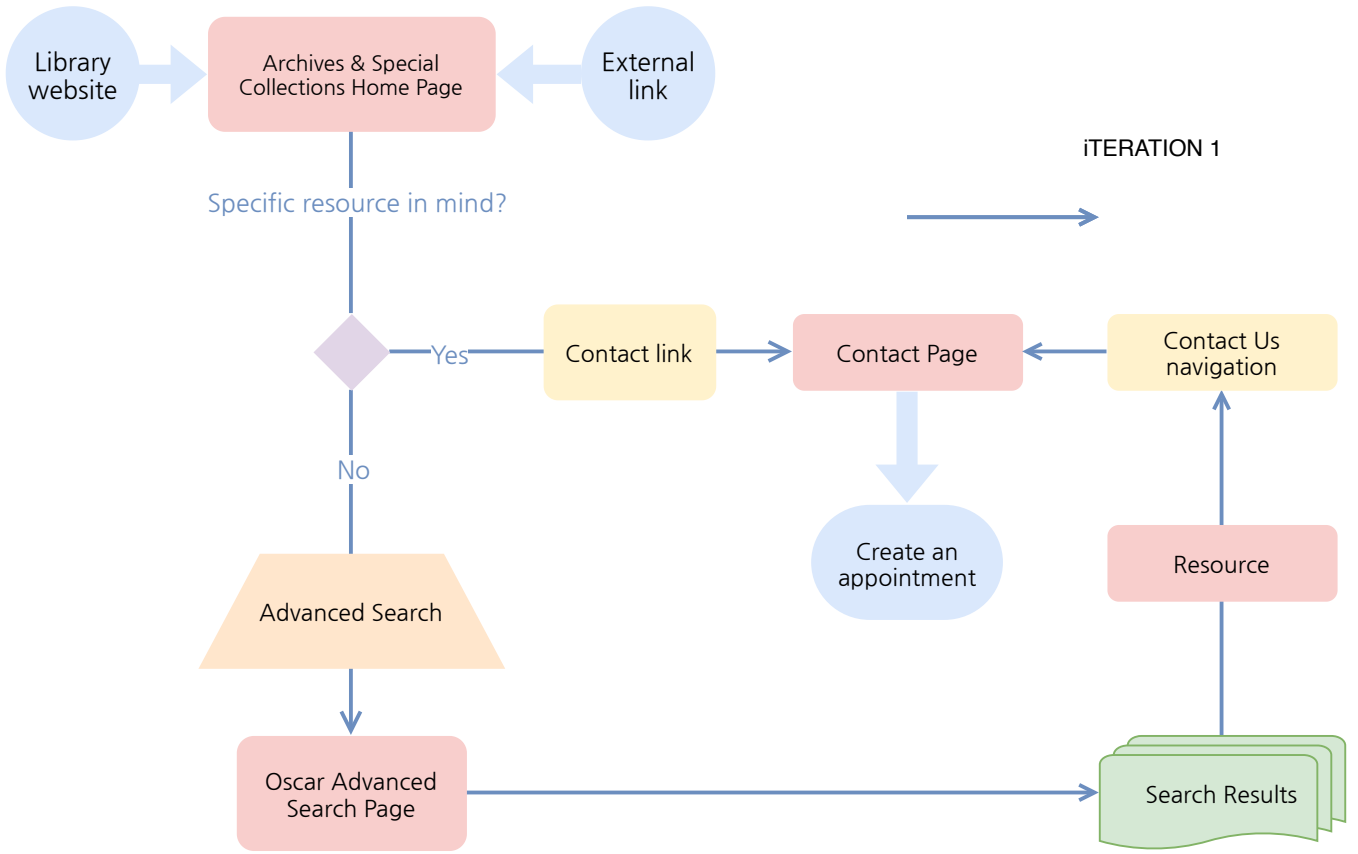 Library
website
Archives & Special
Collections Home Page
External
link
iTERATION 1
Specific resource in mind?
Yes
Contact link
Contact Page
Contact Us
navigation
No
Create an
appointment
Resource
Advanced Search
Oscar Advanced
Search Page
Search Results